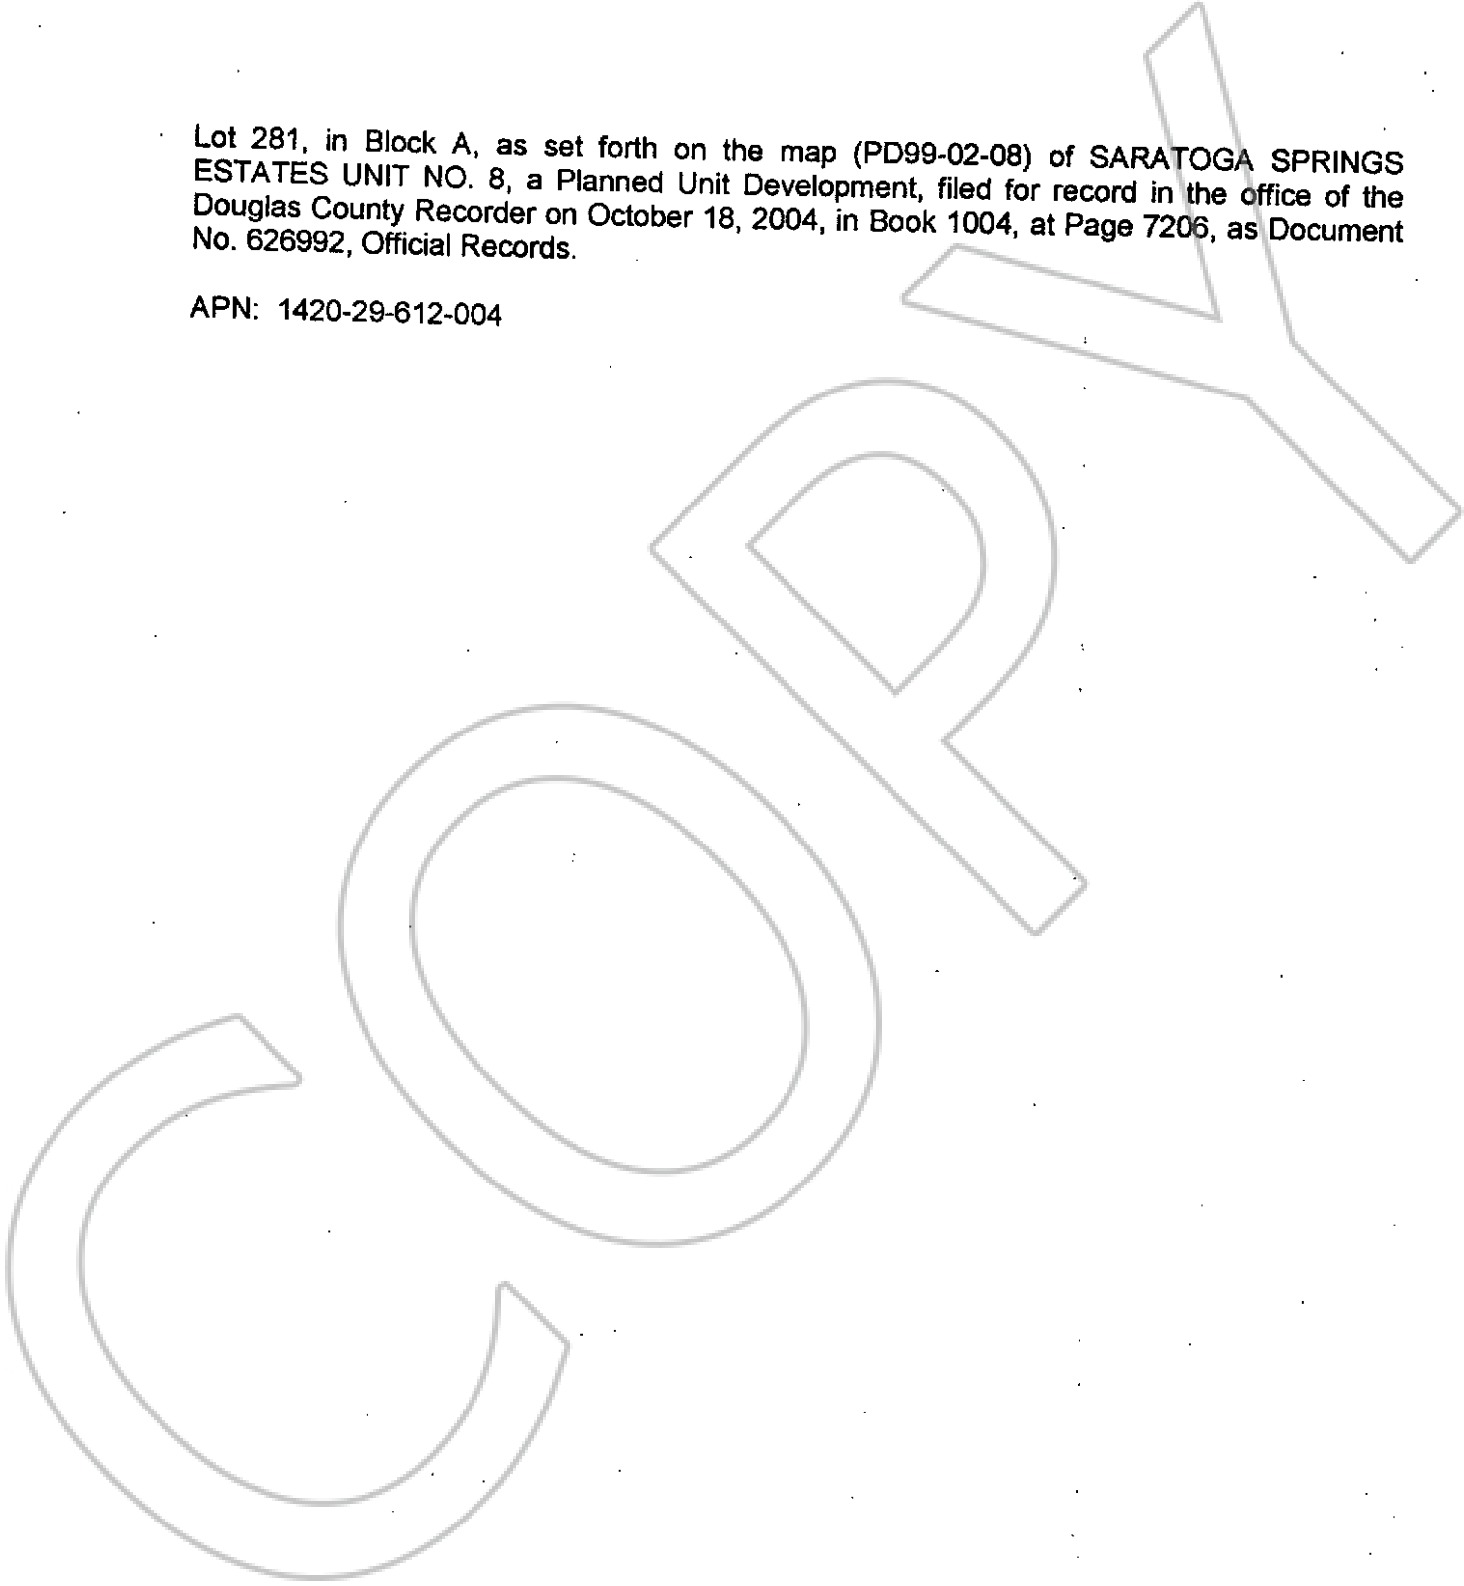 Lot 281, in Block A, as set forth on the map (PD99-02-08) of SARATOGA SPRINGS
ESTATES UNIT NO. 8, a Planned Unit Development, filed for record in the office of the
Douglas County Recorder on October 18, 2004, in Book 1004, at Page 7206, as Document
No. 626992, Official Records.
APN: 1420-29-612-004
COPY